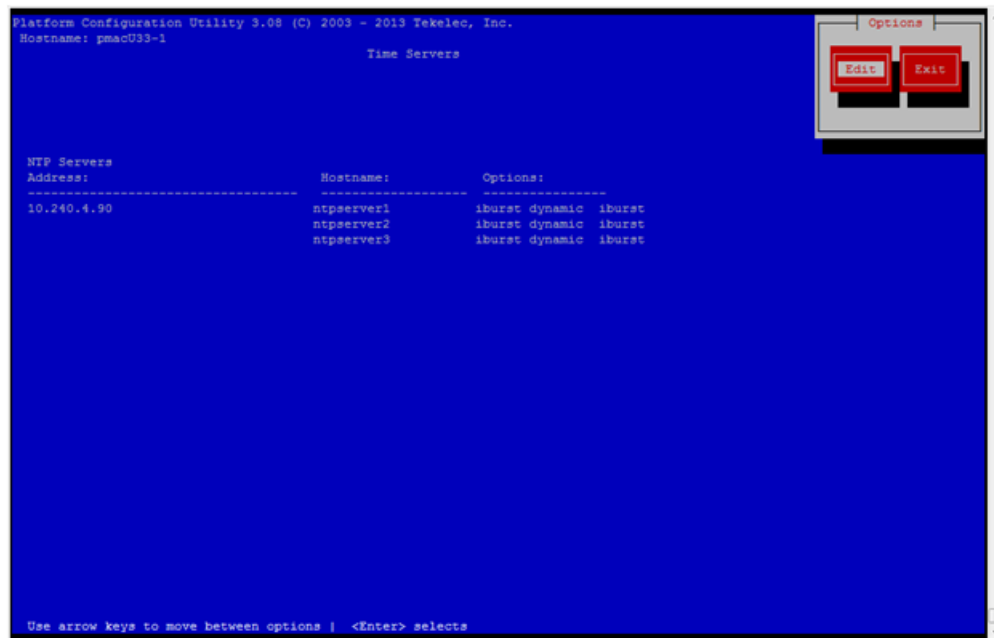 Platform Configuration Utility 3.08 (C) 2003 - 2013 Tekelec, Inc.
Hostname: pmacU33-1
Time Servers
Options
Edit Exit
NTP Servers
Address: Hostname: Options:
----------------------------------- ------------------- ----------------
10.240.4.90 ntpserver1 iburst dynamic iburst
ntpserver2 iburst dynamic iburst
ntpserver3 iburst dynamic iburst
Use arrow keys to move between options | <Enter> selects